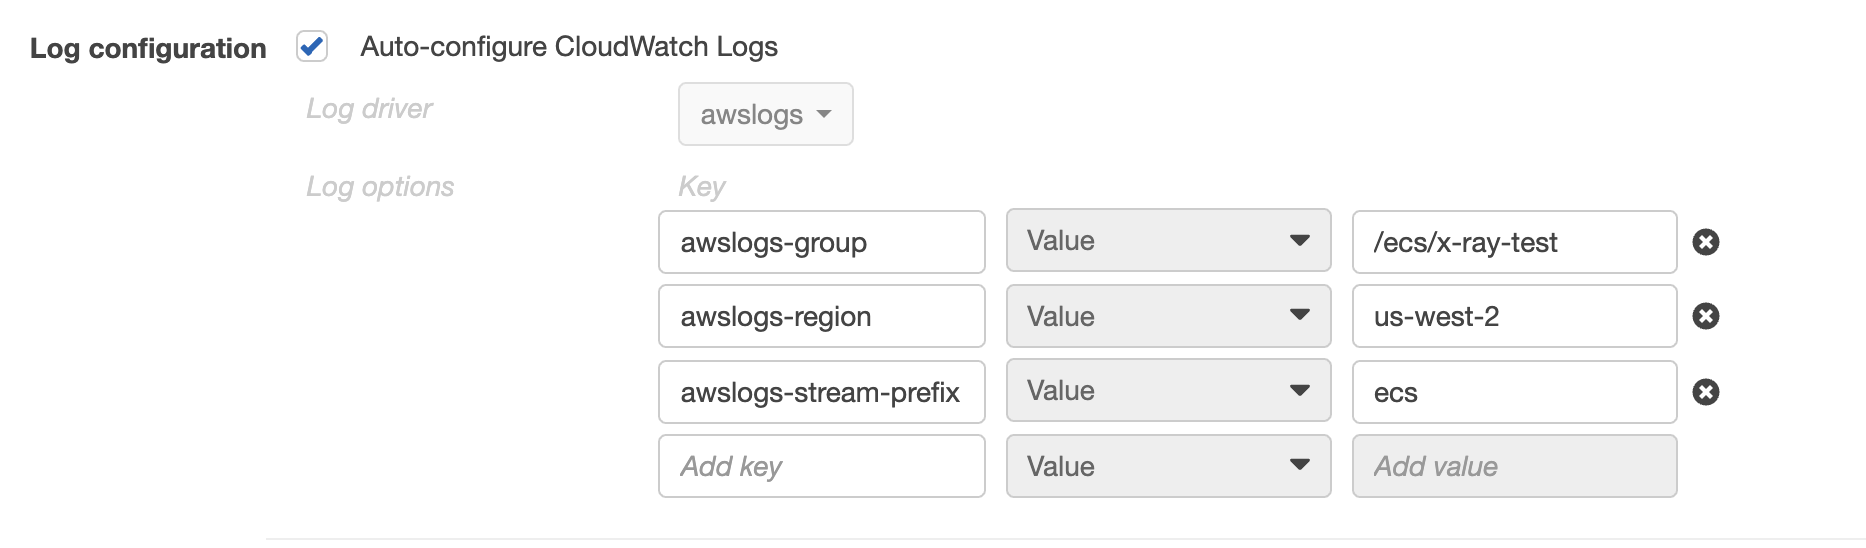 Log configuration Auto-configure CloudWatch Logs
Log driver awslogs
Log options Key
awslogs-group Value /ecs/x-ray-test
awslogs-region Value us-west-2
awslogs-stream-prefix Value ecs
Add key Value Add value